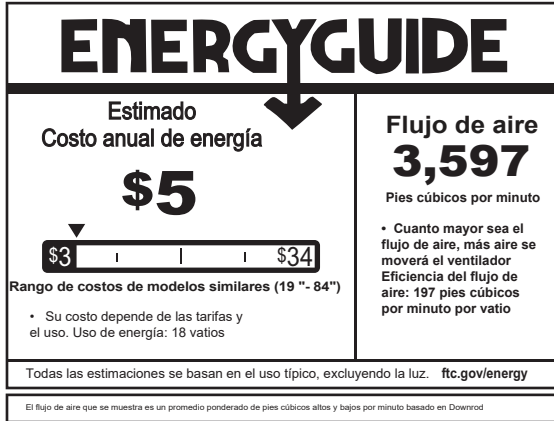 ENERGYGUIDE
Estimado
Costo anual de energía
$5
$3
$34
Rango de costos de modelos similares (19 "- 84")
• Su costo depende de las tarifas y
el uso. Uso de energía: 18 vatios
Flujo de aire
3,597
Pies cúbicos por minuto
• Cuanto mayor sea el
flujo de aire, más aire se
moverá el ventilador
Eficiencia del flujo de
aire: 197 pies cúbicos
por minuto por vatio
Todas las estimaciones se basan en el uso típico, excluyendo la luz. ftc.gov/energy
El flujo de aire que se muestra es un promedio ponderado de pies cúbicos altos y bajos por minuto basado en Downrod